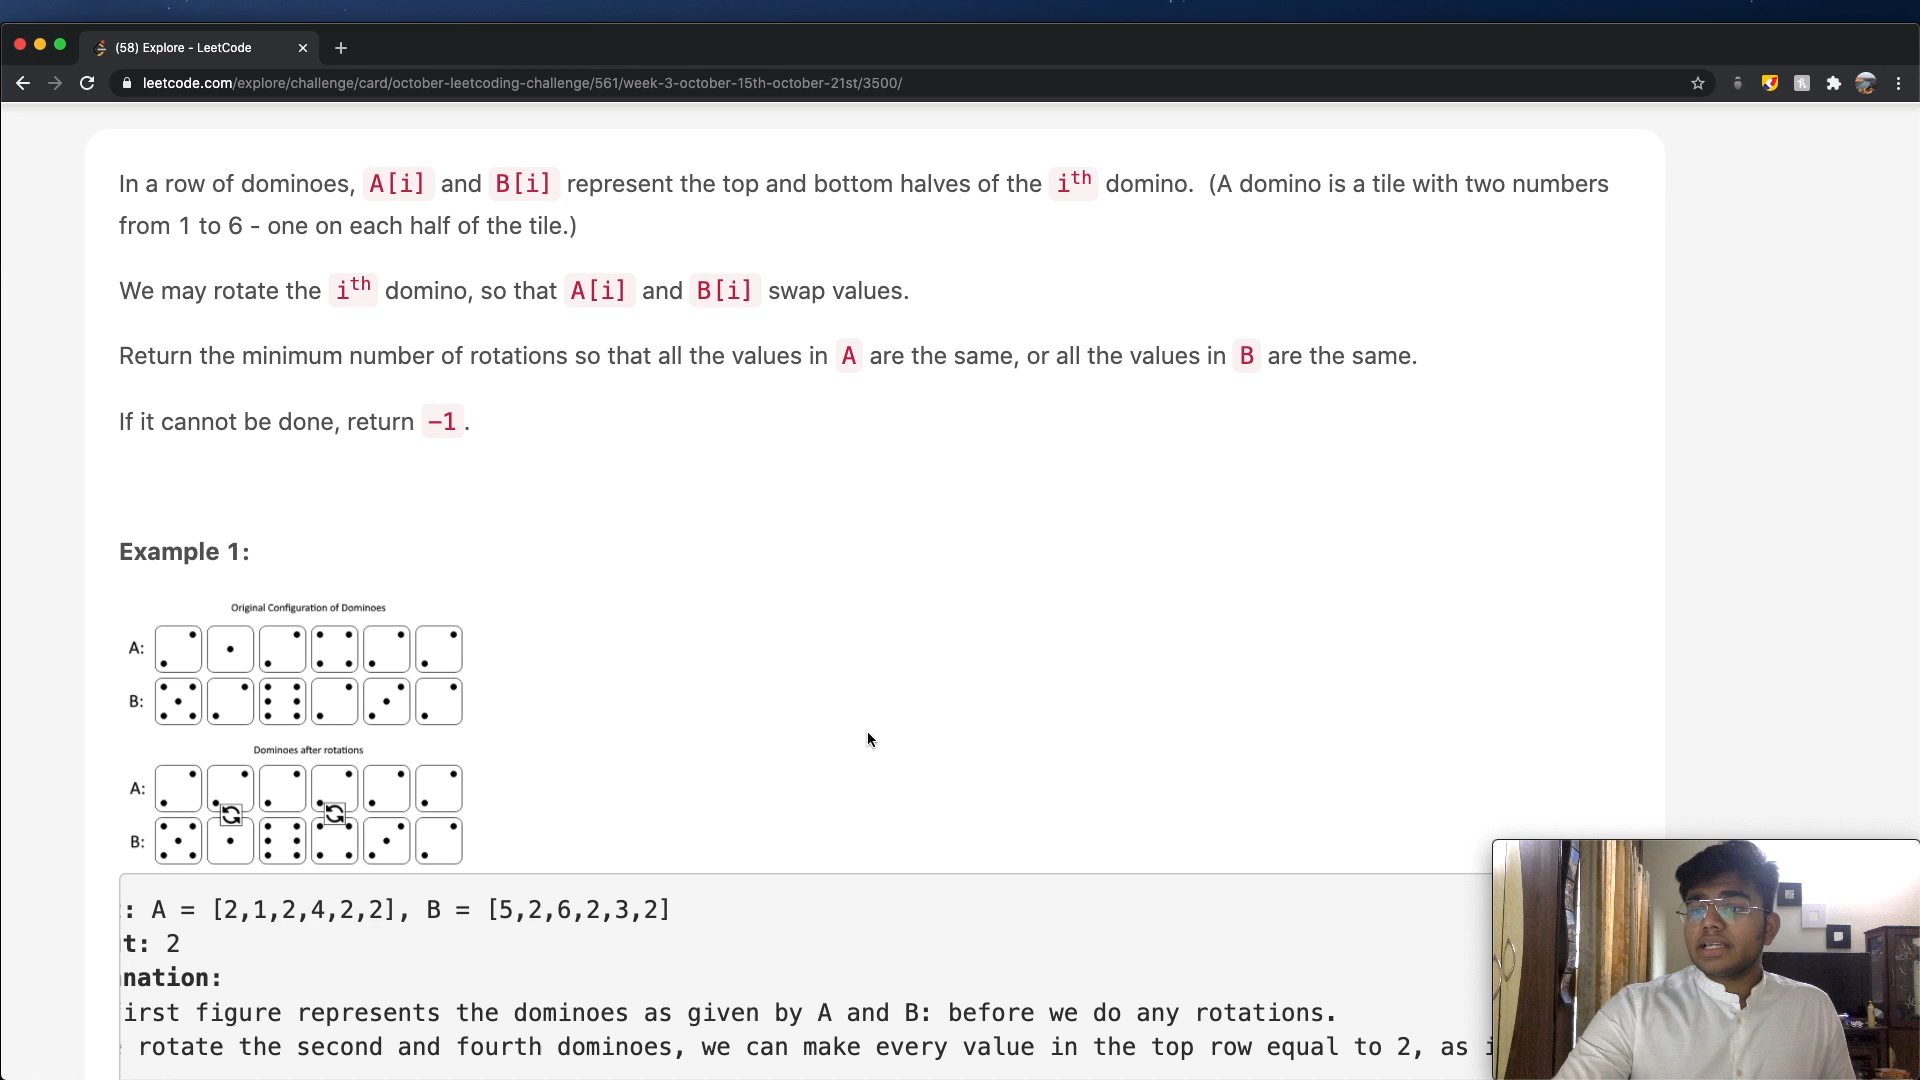 (58) Explore - LeetCode
leetcode.com/explore/challenge/card/october-leetcoding-challenge/561/week-3-october-15th-october-21st/3500/
In a row of dominoes, A[i] and B[i] represent the top and bottom halves of the ith domino. (A domino is a tile with two numbers
from 1 to 6 - one on each half of the tile.)
We may rotate the ith domino, so that A[i] and B[i] swap values.
Return the minimum number of rotations so that all the values in A are the same, or all the values in B are the same.
If it cannot be done, return -1.
Example 1:
Original Configuration of Dominoes
A:
B:
Dominoes after rotations
A:
B:
: A = [2,1,2,4,2,2], B = [5,2,6,2,3,2]
t: 2
nation:
irst figure represents the dominoes as given by A and B: before we do any rotations.
rotate the second and fourth dominoes, we can make every value in the top row equal to 2, as i